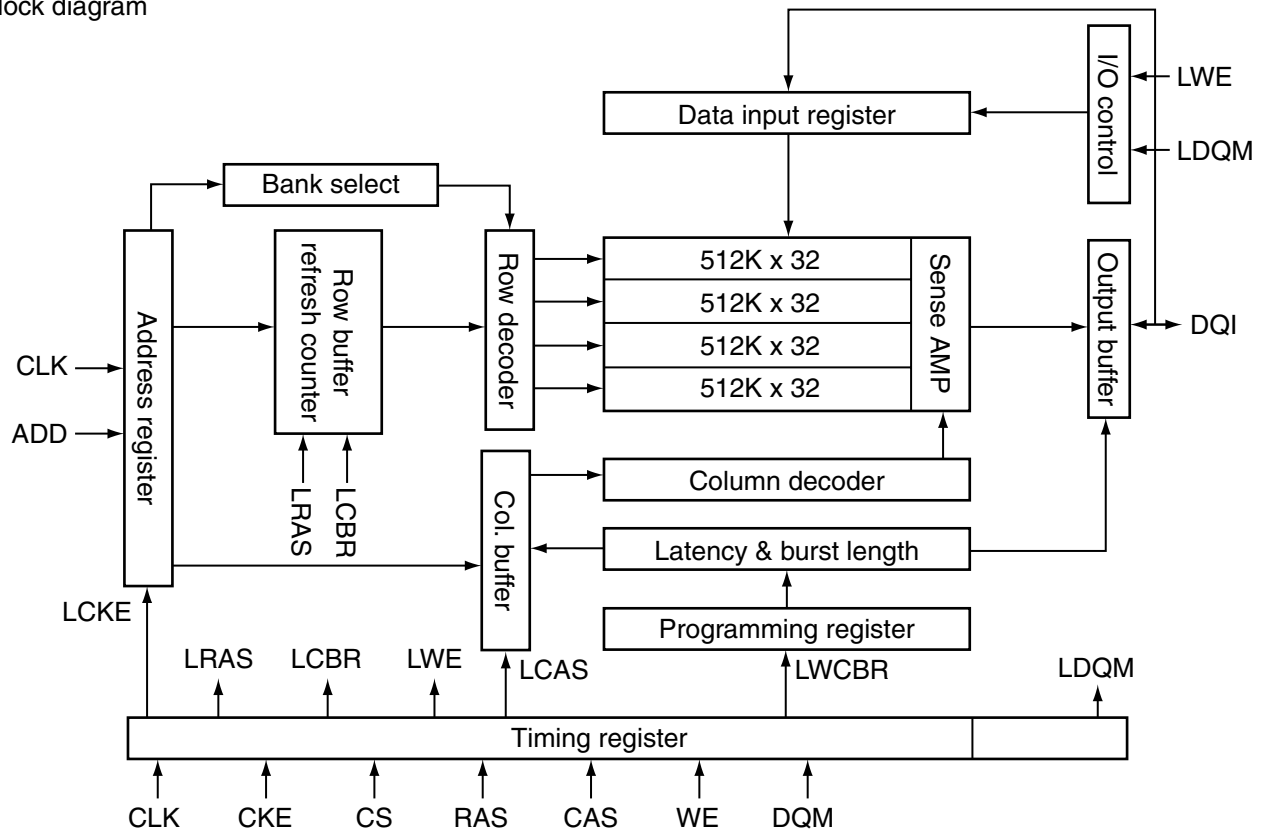 lock diagram
I/O control
LWE
Data input register
LDQM
Bank select
Address register
Row buffer
refresh counter
Row decoder
512K x 32
512K x 32
512K x 32
512K x 32
Sense AMP
Output buffer
DQI
CLK
ADD
LRAS
LCBR
Col. buffer
Column decoder
Latency & burst length
LCKE
Programming register
LRAS
LCBR
LWE
LCAS
LWCBR
LDQM
Timing register
CLK
CKE
CS
RAS
CAS
WE
DQM